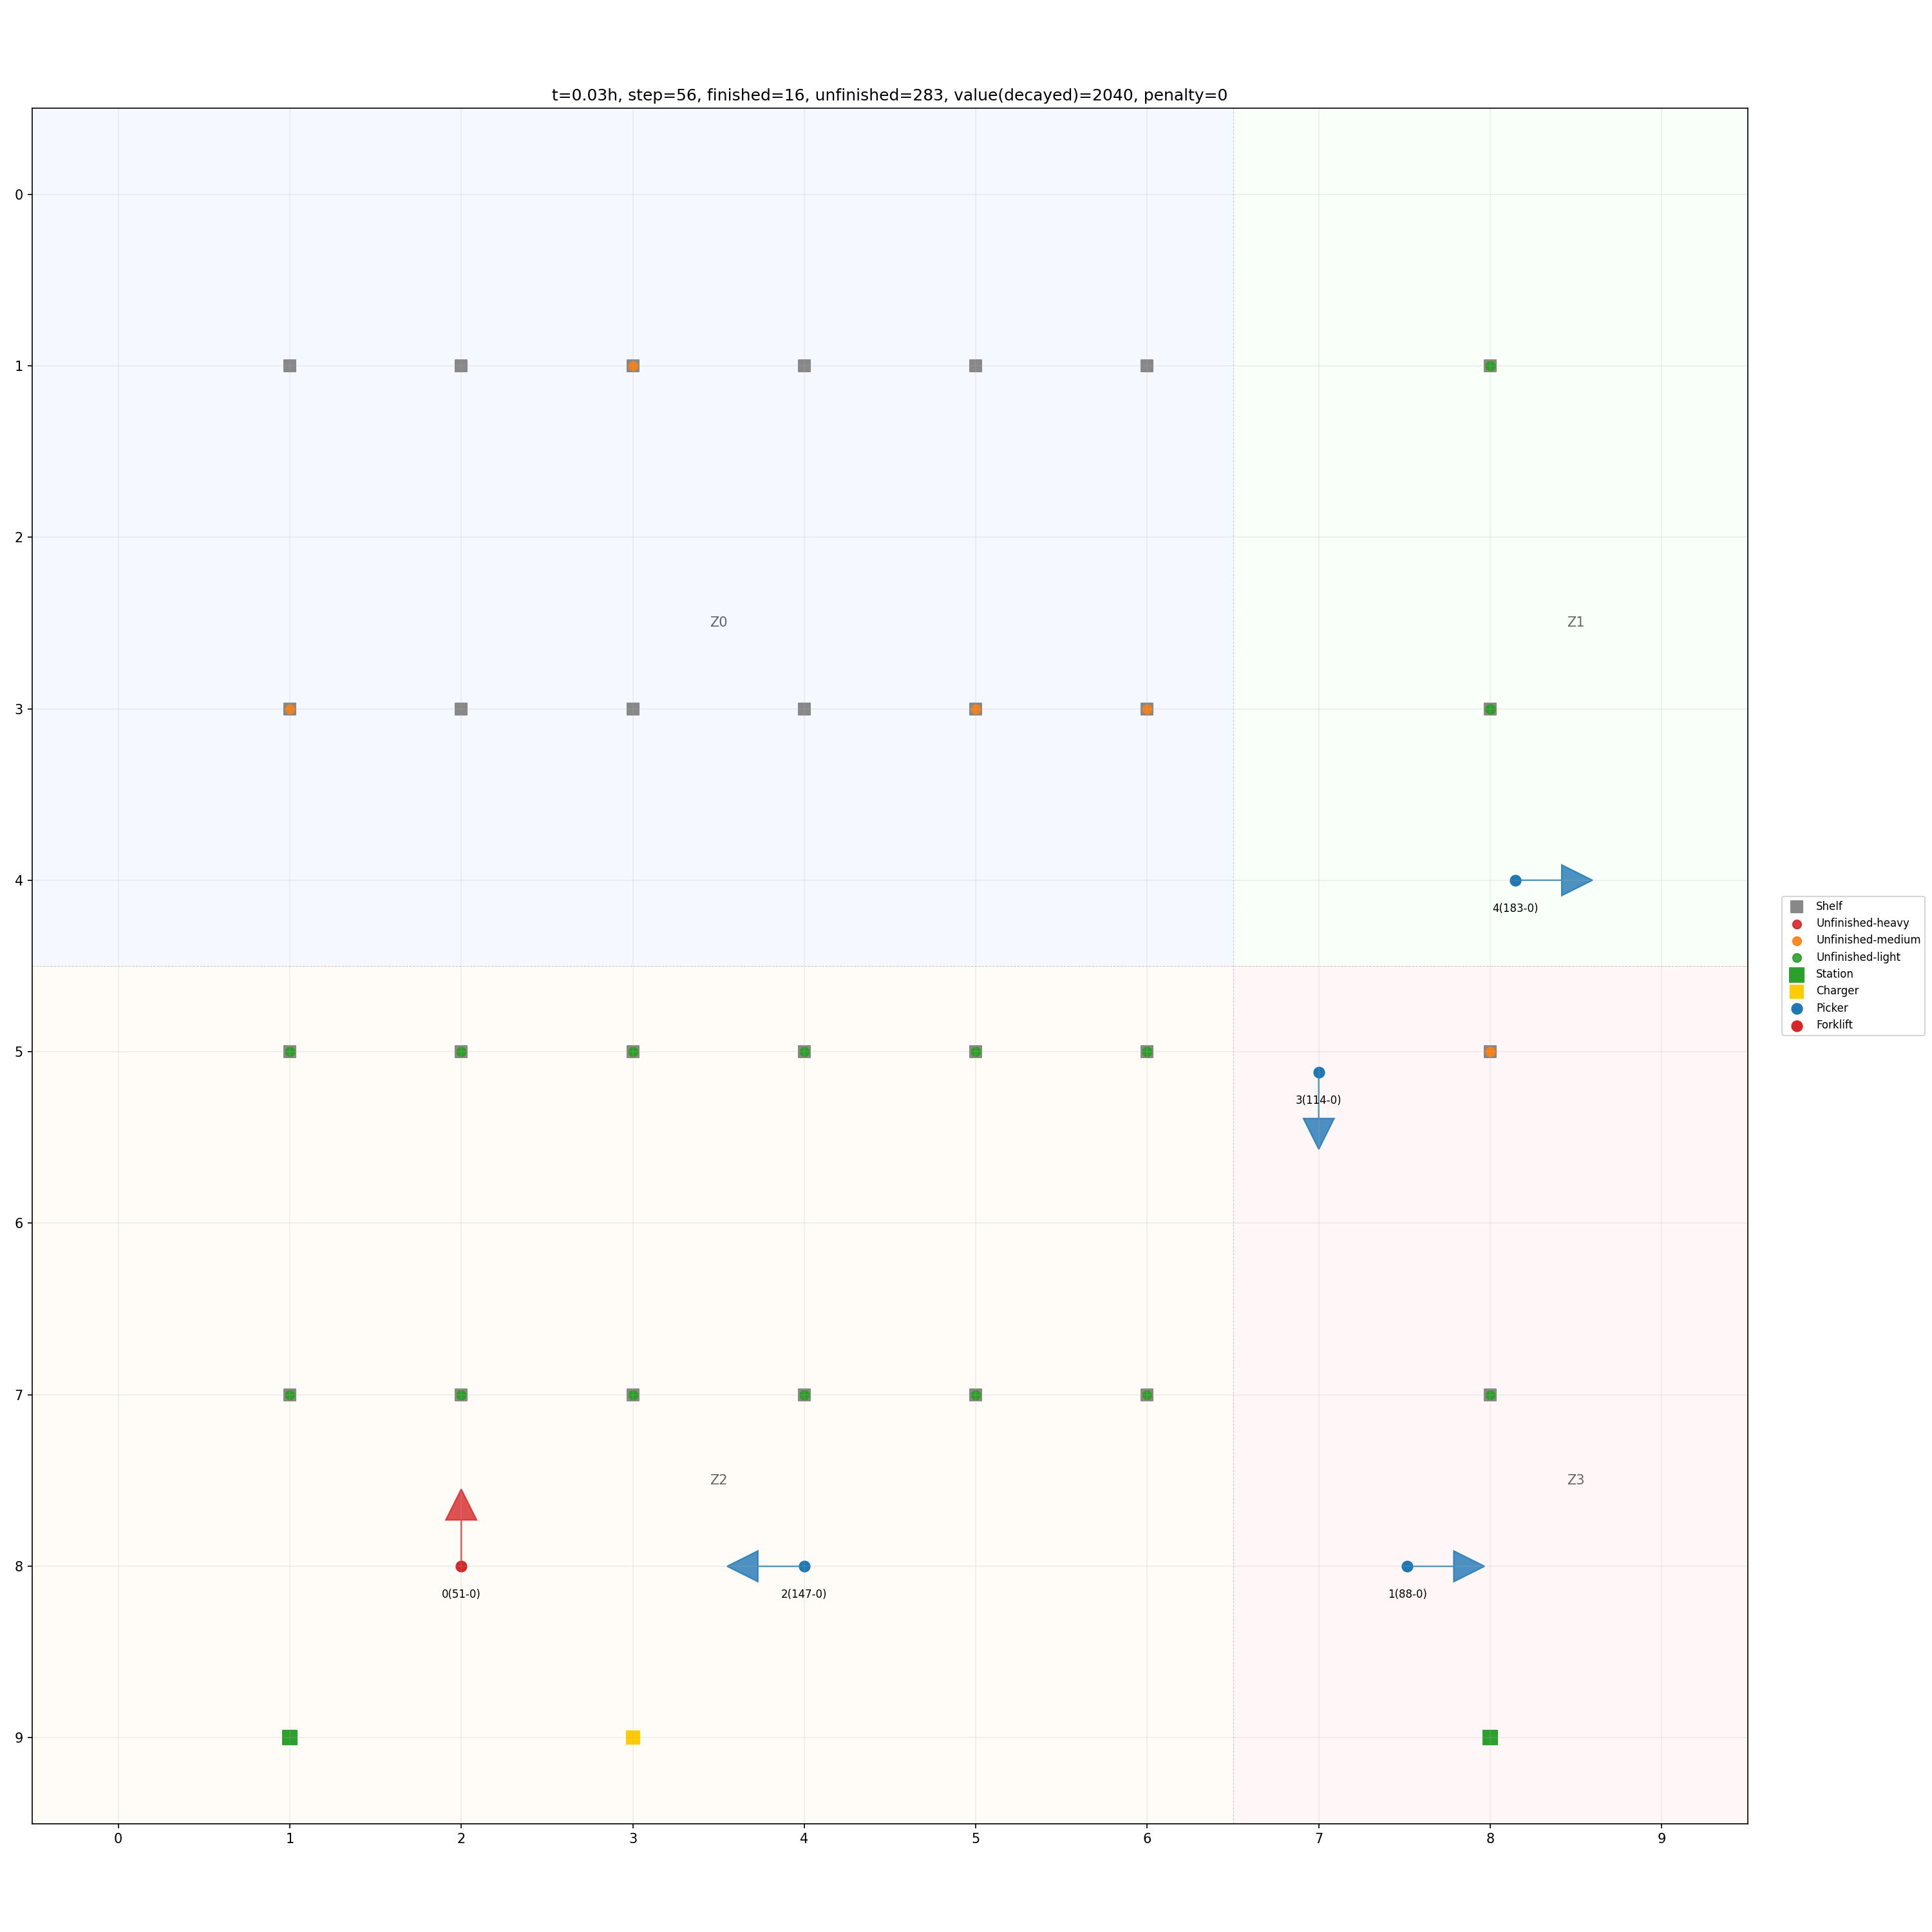 t=0.03h, step=56, finished=16, unfinished=283, value(decayed)=2040, penalty=0
0
1
2
Z0
Z1
3
4
4(183-0)
Shelf
Unfinished-heavy
Unfinished-medium
Unfinished-light
Station
Charger
Picker
Forklift
5
3(114-0)
6
7
Z2
Z3
8
0(51-0)
2(147-0)
1(88-0)
9
0 1 2 3 4 5 6 7 8 9